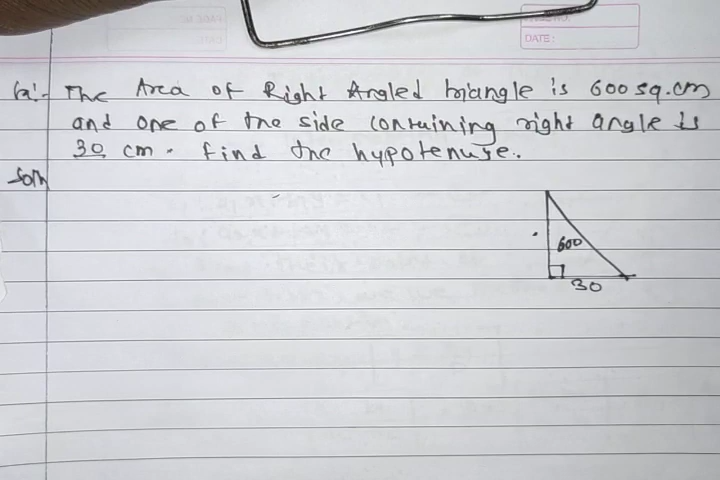 DATE:
Q:- The Area of Right Angled triangle is 600 sq.cm
and one of the side containing right angle is
30 cm. find the hypotenuse.
Soln
600
30